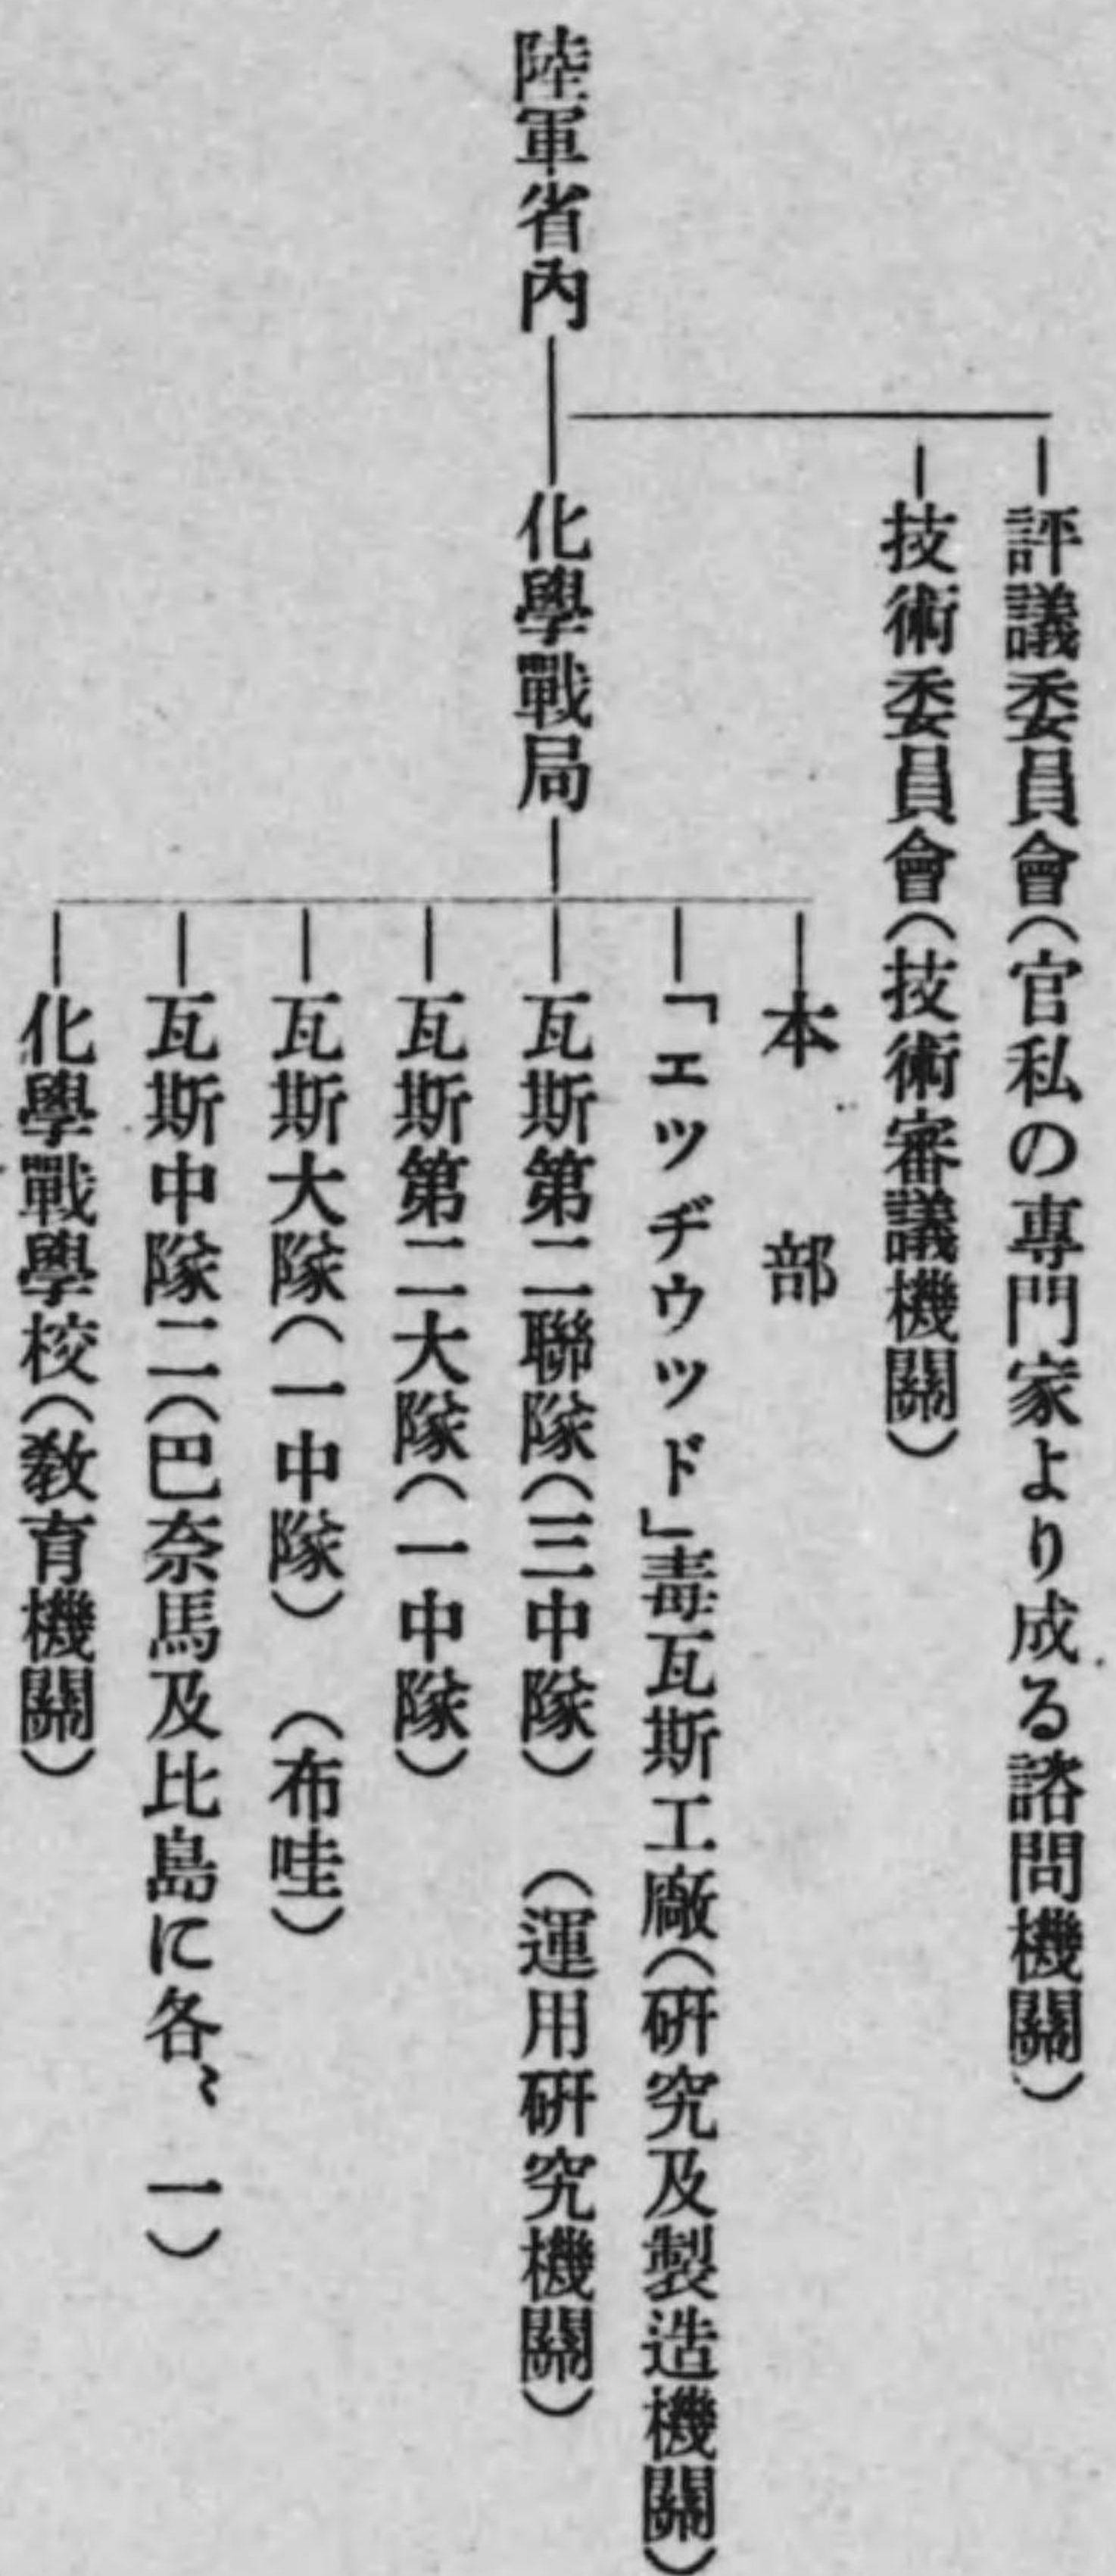 評議委員會(官私の專門家より成る諮問機關)
技術委員會(技術審議機關)
陸軍省內
化學戰局
本部
「エッヂウッド」毒瓦斯工廠(研究及製造機關)
瓦斯第二聯隊(三中隊) (運用研究機關)
瓦斯第二大隊(一中隊)
瓦斯大隊(一中隊) (布哇)
瓦斯中隊二(巴奈馬及比島に各〻一)
化學戰學校(敎育機關)